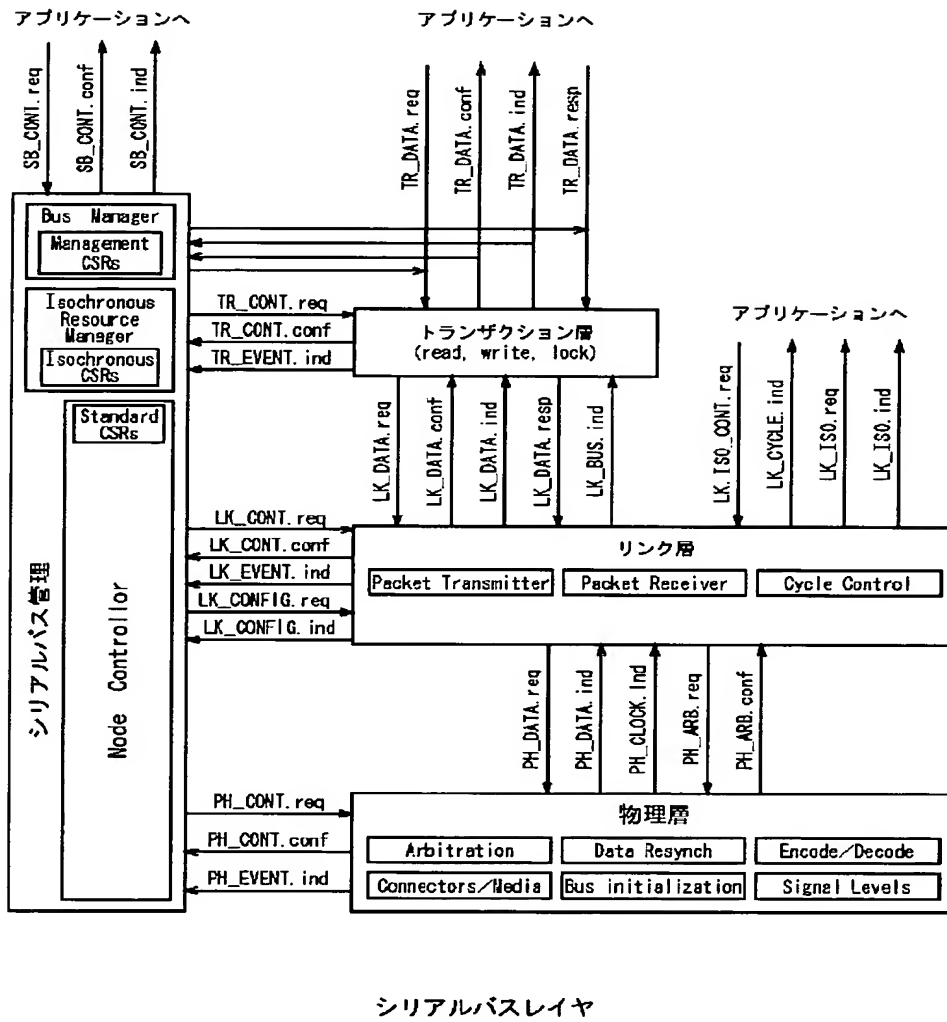 アプリケーションへ
アプリケーションへ
SB_CONT.req
SB_CONT.conf
SB_CONT.ind
TR_DATA.req
TR_DATA.conf
TR_DATA.ind
TR_DATA.resp
シリアルバス管理
Bus Manager
Management
CSRs
Isochronous
Resource
Manager
Isochronous
CSRs
Standard
CSRs
Node Controllor
TR_CONT.req
TR_CONT.conf
TR_EVENT.ind
トランザクション層
(read, write, lock)
アプリケーションへ
LK_DATA.req
LK_DATA.conf
LK_DATA.ind
LK_DATA.resp
LK_BUS.ind
LK.ISO_CONT.req
LK_CYCLE.ind
LK_ISO.req
LK_ISO.ind
LK_CONT.req
LK_CONT.conf
LK_EVENT.ind
LK_CONFIG.req
LK_CONFIG.ind
リンク層
Packet Transmitter
Packet Receiver
Cycle Control
PH_DATA.req
PH_DATA.ind
PH_CLOCK.Ind
PH_ARB.req
PH_ARB.conf
PH_CONT.req
PH_CONT.conf
PH_EVENT.ind
物理層
Arbitration
Data Resynch
Encode/Decode
Connectors/Media
Bus initialization
Signal Levels
シリアルバスレイヤ